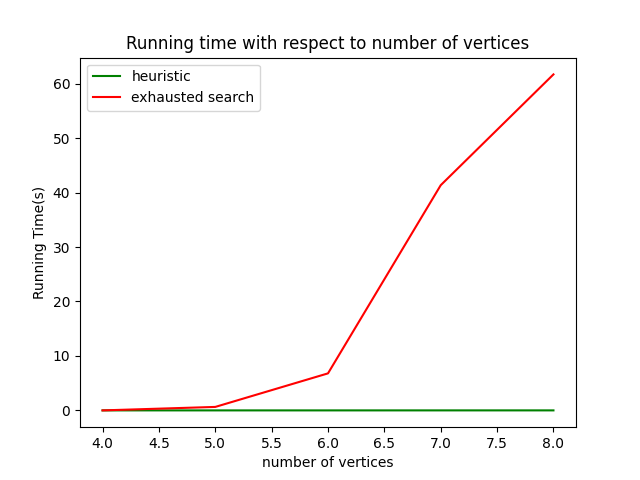 Running time with respect to number of vertices
heuristic
exhausted search
Running Time(s)
60
50
40
30
20
10
0
4.0 4.5 5.0 5.5 6.0 6.5 7.0 7.5 8.0
number of vertices